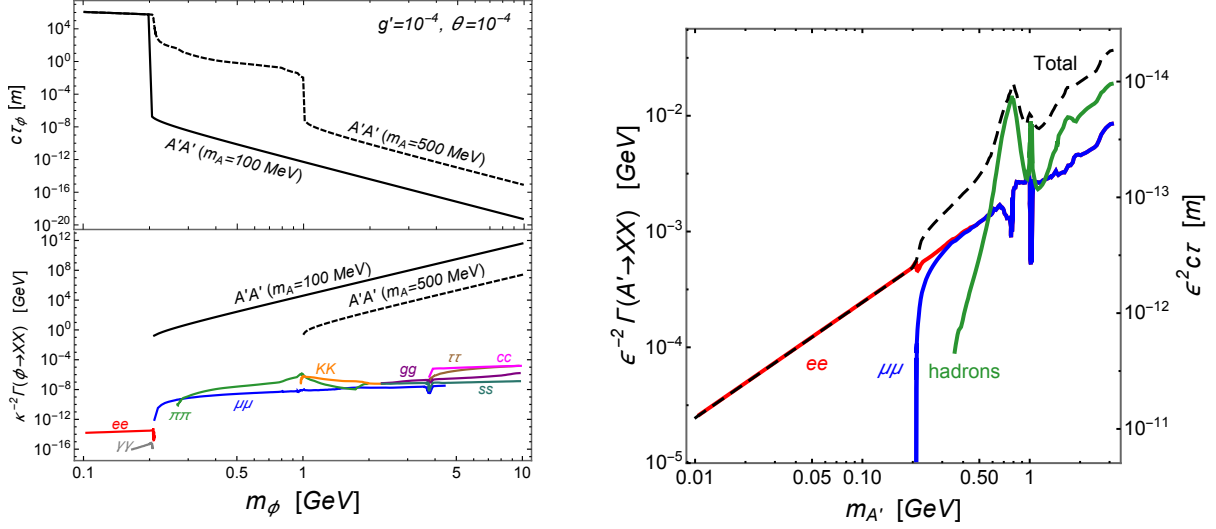 g'=10⁻⁴, θ=10⁻⁴
10⁴
10⁰
10⁻⁴
10⁻⁸
10⁻¹²
10⁻¹⁶
10⁻²⁰
cτ_ϕ [m]
A'A' (m_A=500 MeV)
A'A' (m_A=100 MeV)
10¹²
10⁸
10⁴
10⁰
10⁻⁴
10⁻⁸
10⁻¹²
10⁻¹⁶
κ⁻² Γ(ϕ→XX) [GeV]
A'A' (m_A=100 MeV)
A'A' (m_A=500 MeV)
KK
gg
ττ
cc
ss
ππ
μμ
ee
γγ
0.1 0.5 1 5 10
m_ϕ [GeV]
Total
10⁻²
10⁻³
10⁻⁴
10⁻⁵
ϵ⁻² Γ(A'→XX) [GeV]
ee
μμ
hadrons
10⁻¹⁴
10⁻¹³
10⁻¹²
10⁻¹¹
ϵ² cτ [m]
0.01 0.05 0.10 0.50 1
m_A' [GeV]